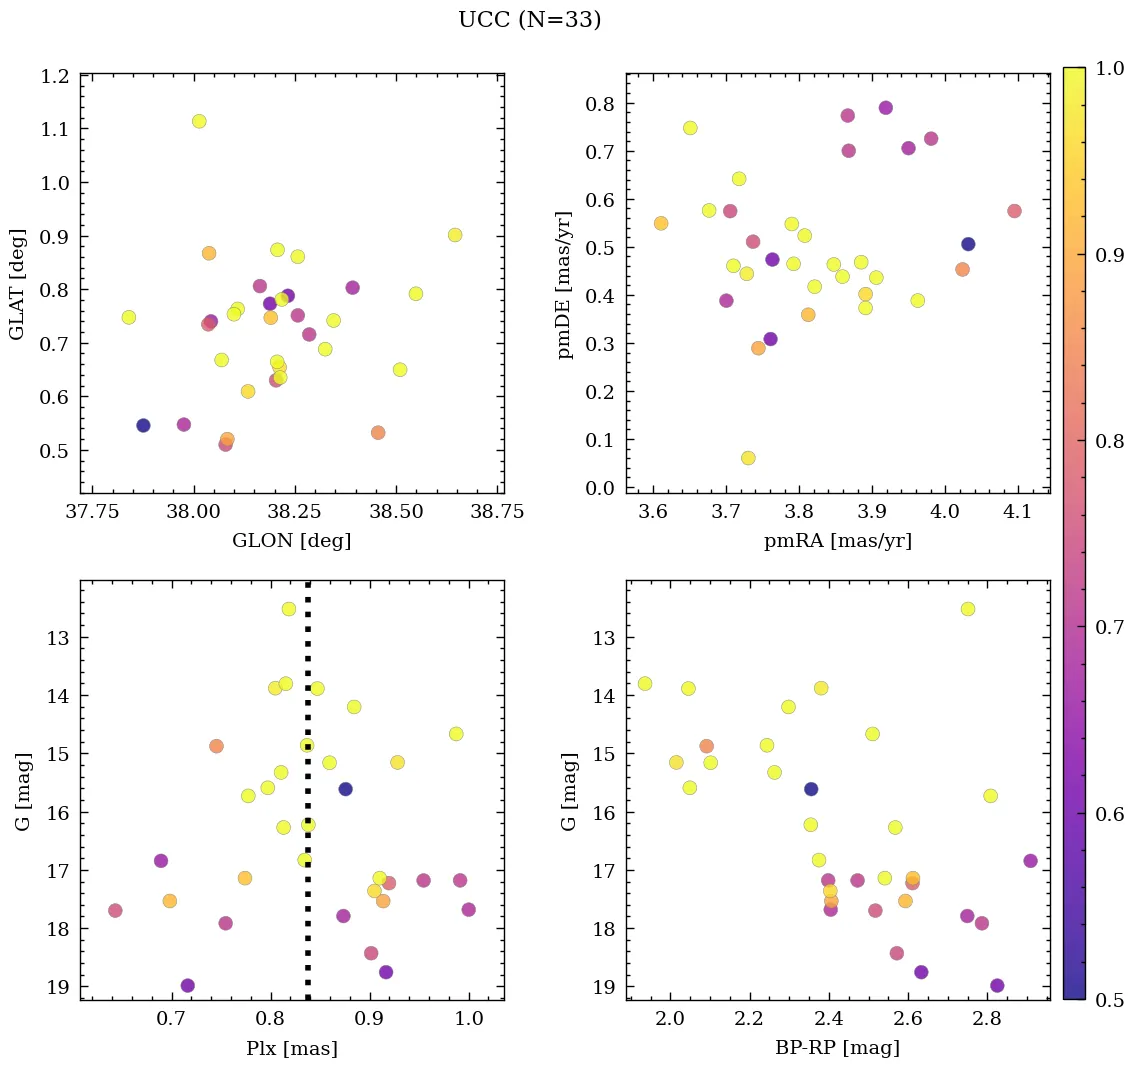 UCC (N=33)
1.2
1.1
1.0
0.9
0.8
0.7
0.6
0.5
GLAT [deg]
37.75 38.00 38.25 38.50 38.75
GLON [deg]
0.8
0.7
0.6
0.5
0.4
0.3
0.2
0.1
0.0
pmDE [mas/yr]
3.6 3.7 3.8 3.9 4.0 4.1
pmRA [mas/yr]
13
14
15
16
17
18
19
G [mag]
0.7 0.8 0.9 1.0
Plx [mas]
13
14
15
16
17
18
19
G [mag]
2.0 2.2 2.4 2.6 2.8
BP-RP [mag]
1.0
0.9
0.8
0.7
0.6
0.5